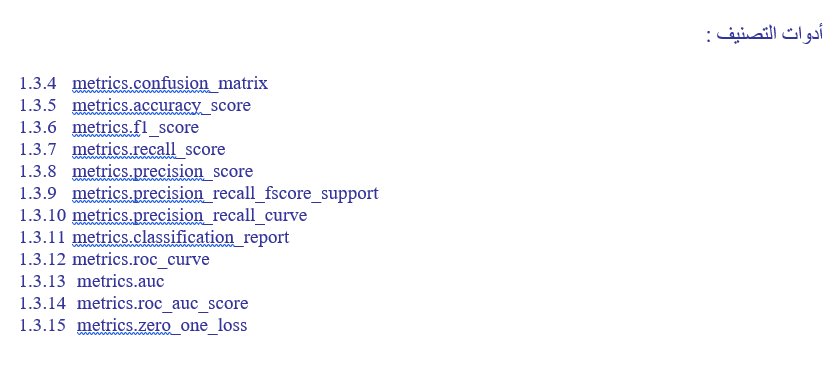 أدوات التصنيف :
1.3.4 metrics.confusion_matrix
1.3.5 metrics.accuracy_score
1.3.6 metrics.f1_score
1.3.7 metrics.recall_score
1.3.8 metrics.precision_score
1.3.9 metrics.precision_recall_fscore_support
1.3.10 metrics.precision_recall_curve
1.3.11 metrics.classification_report
1.3.12 metrics.roc_curve
1.3.13 metrics.auc
1.3.14 metrics.roc_auc_score
1.3.15 metrics.zero_one_loss